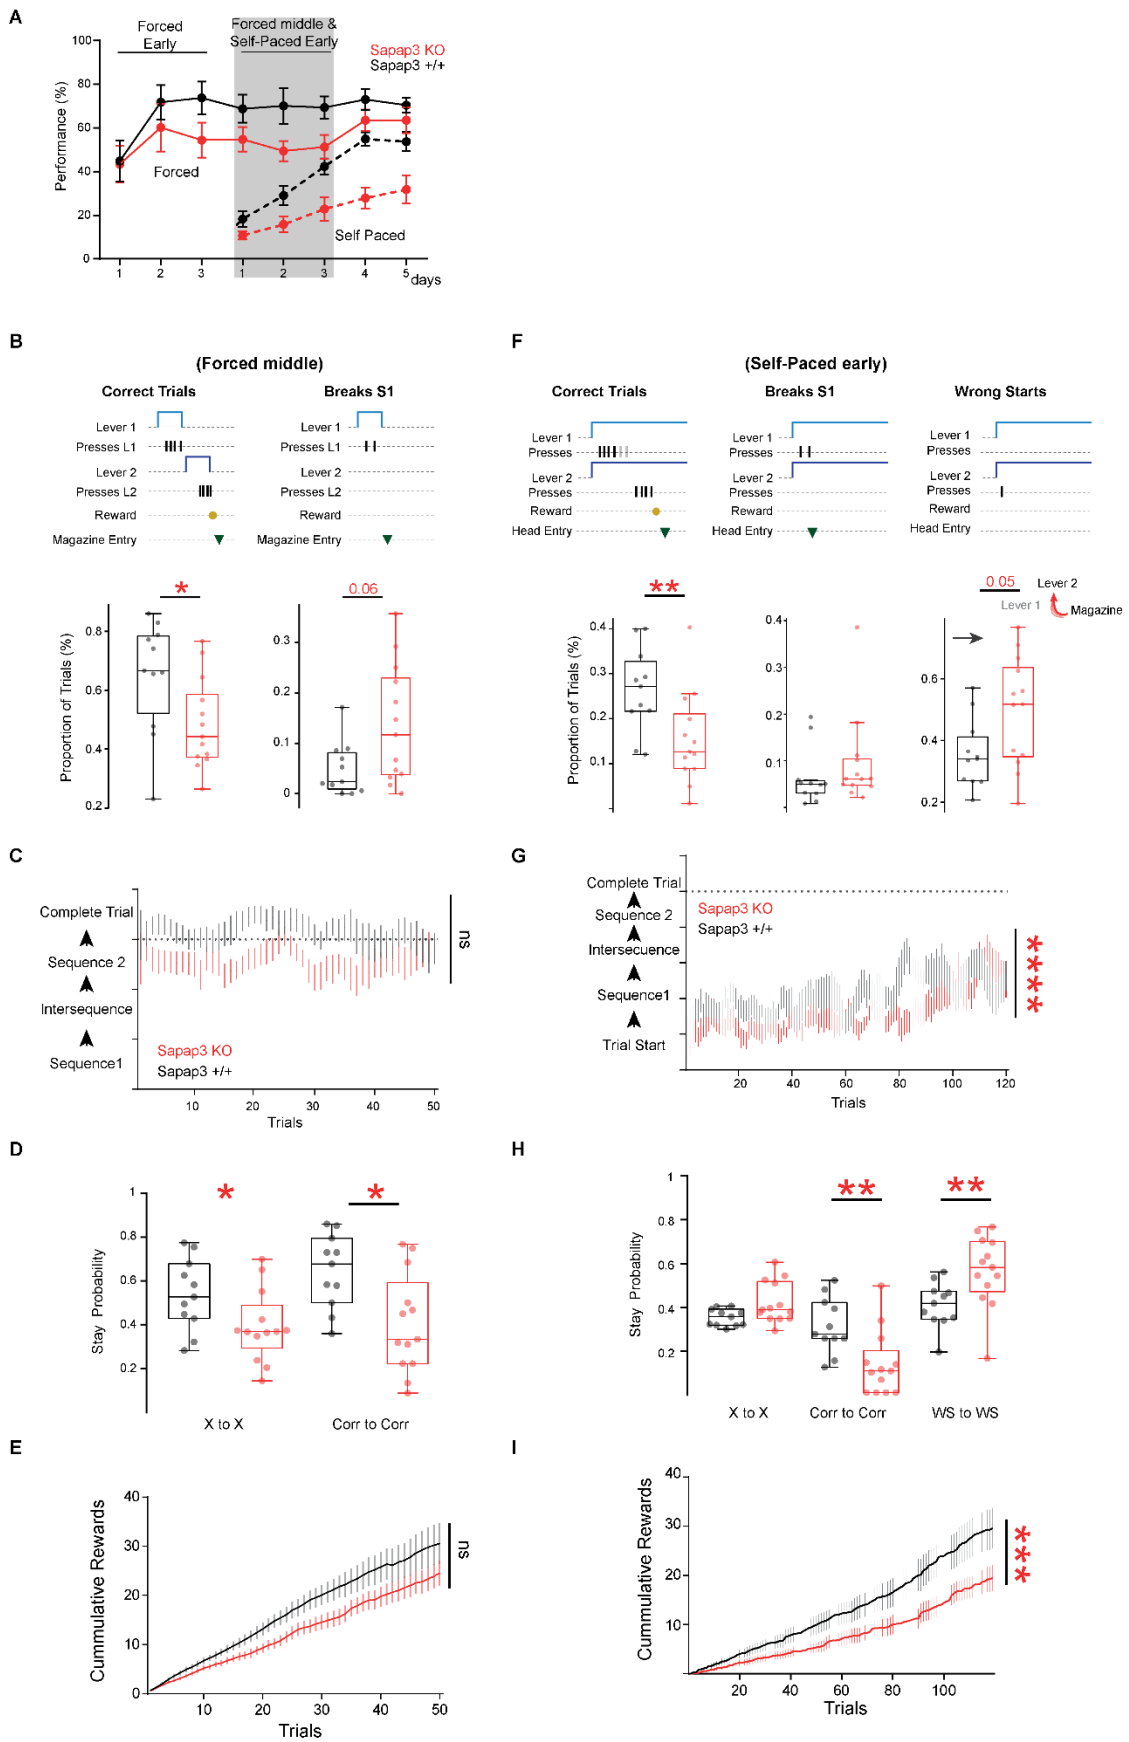 A
Forced
Early
Forced middle &
Self-Paced Early
Sapap3 KO
Sapap3 +/+
Performance (%)
100
80
60
40
20
0
Forced
Self Paced
1 2 3 1 2 3 4 5
days
B
(Forced middle)
Correct Trials
Breaks S1
Lever 1
Presses L1
Lever 2
Presses L2
Reward
Magazine Entry
Lever 1
Presses L1
Lever 2
Presses L2
Reward
Magazine Entry
*
0.06
Proportion of Trials (%)
0.8
0.6
0.4
0.2
0.3
0.2
0.1
0
F
(Self-Paced early)
Correct Trials
Breaks S1
Wrong Starts
Lever 1
Presses
Lever 2
Presses
Reward
Head Entry
Lever 1
Presses
Lever 2
Presses
Reward
Head Entry
Lever 1
Presses
Lever 2
Presses
Reward
Head Entry
**
0.05
Lever 2
Lever 1
Magazine
Proportion of Trials (%)
0.4
0.3
0.2
0.1
0.4
0.2
0.1
0.6
0.4
0.2
C
Complete Trial
Sequence 2
Intersequence
Sequence1
Sapap3 KO
Sapap3 +/+
ns
10 20 30 40 50
Trials
G
Complete Trial
Sequence 2
Intersecuence
Sequence1
Trial Start
Sapap3 KO
Sapap3 +/+
****
20 40 60 80 100 120
Trials
D
Stay Probability
1
0.8
0.6
0.4
0.2
*
*
X to X
Corr to Corr
H
Stay Probability
1
0.8
0.6
0.4
0.2
**
**
X to X
Corr to Corr
WS to WS
E
Cummulative Rewards
40
30
20
10
0
ns
10 20 30 40 50
Trials
I
Cummulative Rewards
40
30
20
10
***
20 40 60 80 100
Trials